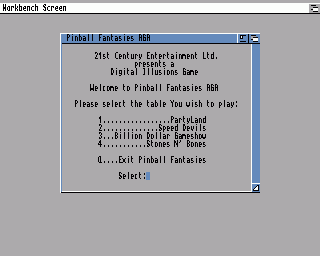 Workbench Screen
Pinball Fantasies AGA
21st Century Entertainment Ltd.
presents a
Digital Illusions Game
Welcome to Pinball Fantasies AGA
Please select the table You wish to play:
1................PartyLand
2.............Speed Devils
3...Billion Dollar Gameshow
4...........Stones N' Bones
Q....Exit Pinball Fantasies
Select: